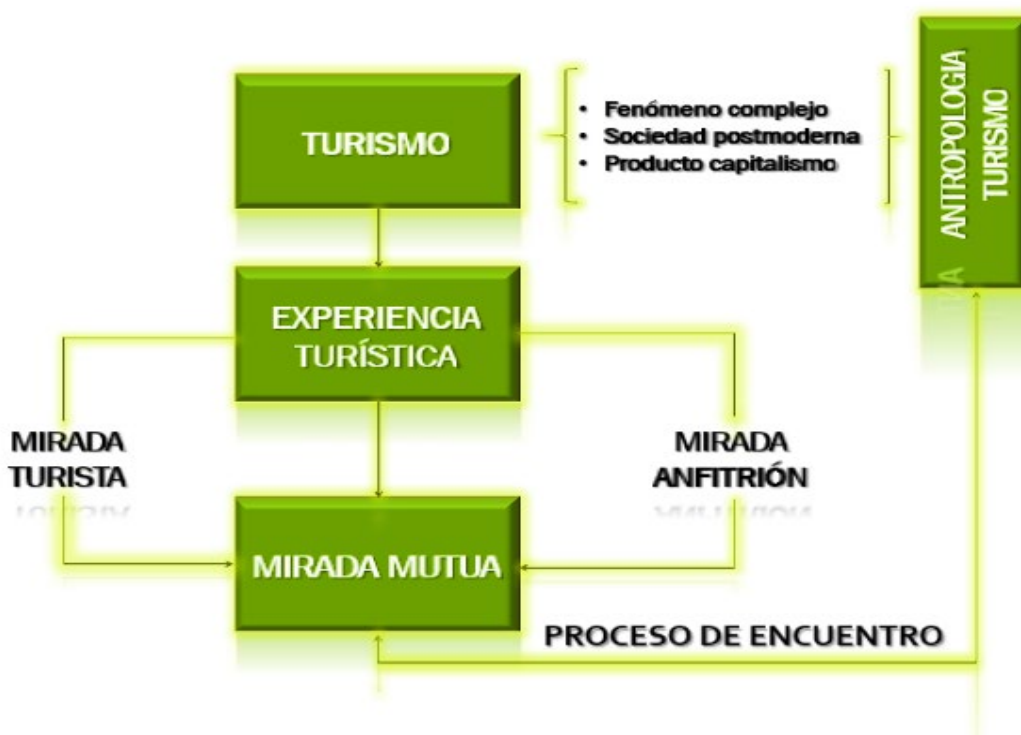 TURISMO
• Fenómeno complejo
• Sociedad postmoderna
• Producto capitalismo
ANTROPOLOGIA
TURISMO
EXPERIENCIA
TURÍSTICA
MIRADA
TURISTA
MIRADA
ANFITRIÓN
MIRADA MUTUA
PROCESO DE ENCUENTRO